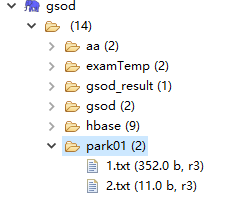 gsod
(14)
aa (2)
examTemp (2)
gsod_result (1)
gsod (2)
hbase (9)
park01 (2)
1.txt (352.0 b, r3)
2.txt (11.0 b, r3)